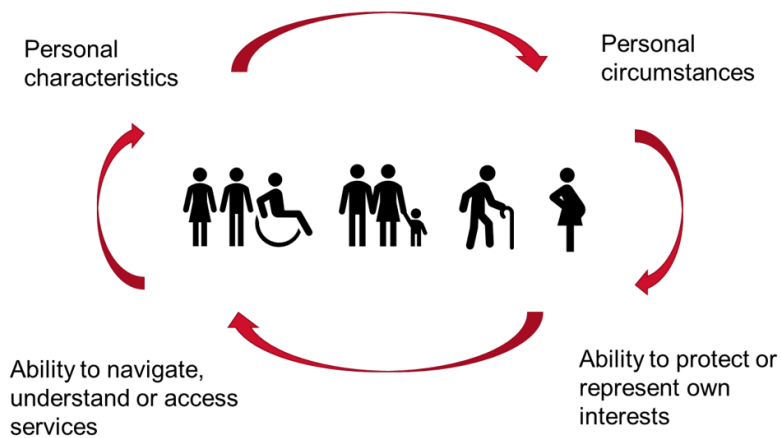 Personal
characteristics
Personal
circumstances
Ability to navigate,
understand or access
services
Ability to protect or
represent own
interests